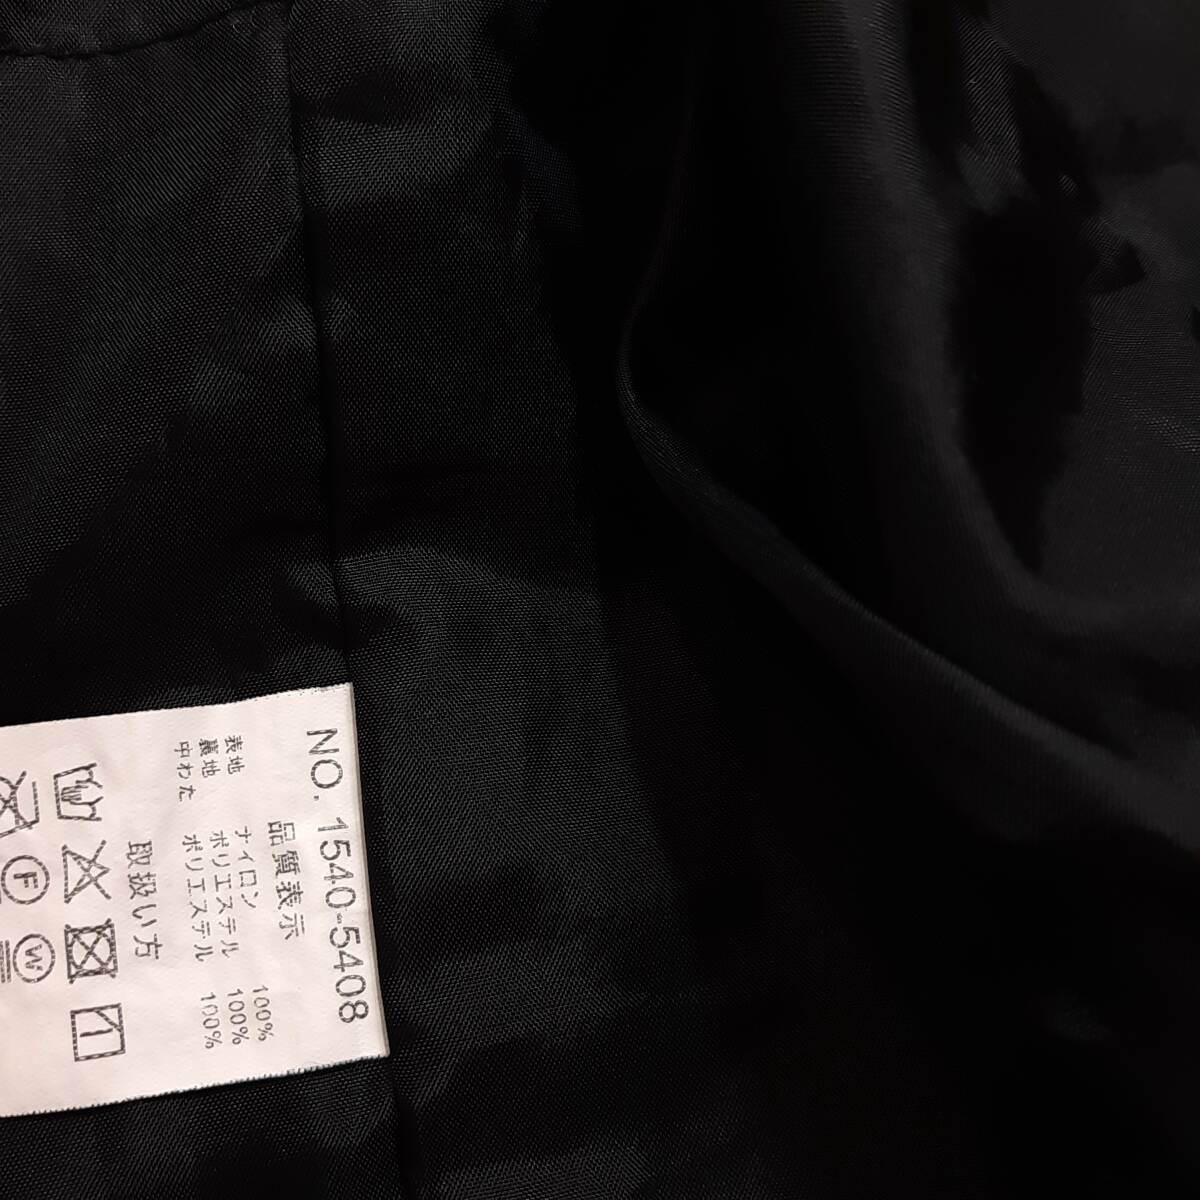 NO. 1540-5408
品質表示
表地 ナイロン 100%
裏地 ポリエステル 100%
中わた ポリエステル 100%
取扱い方
F
W